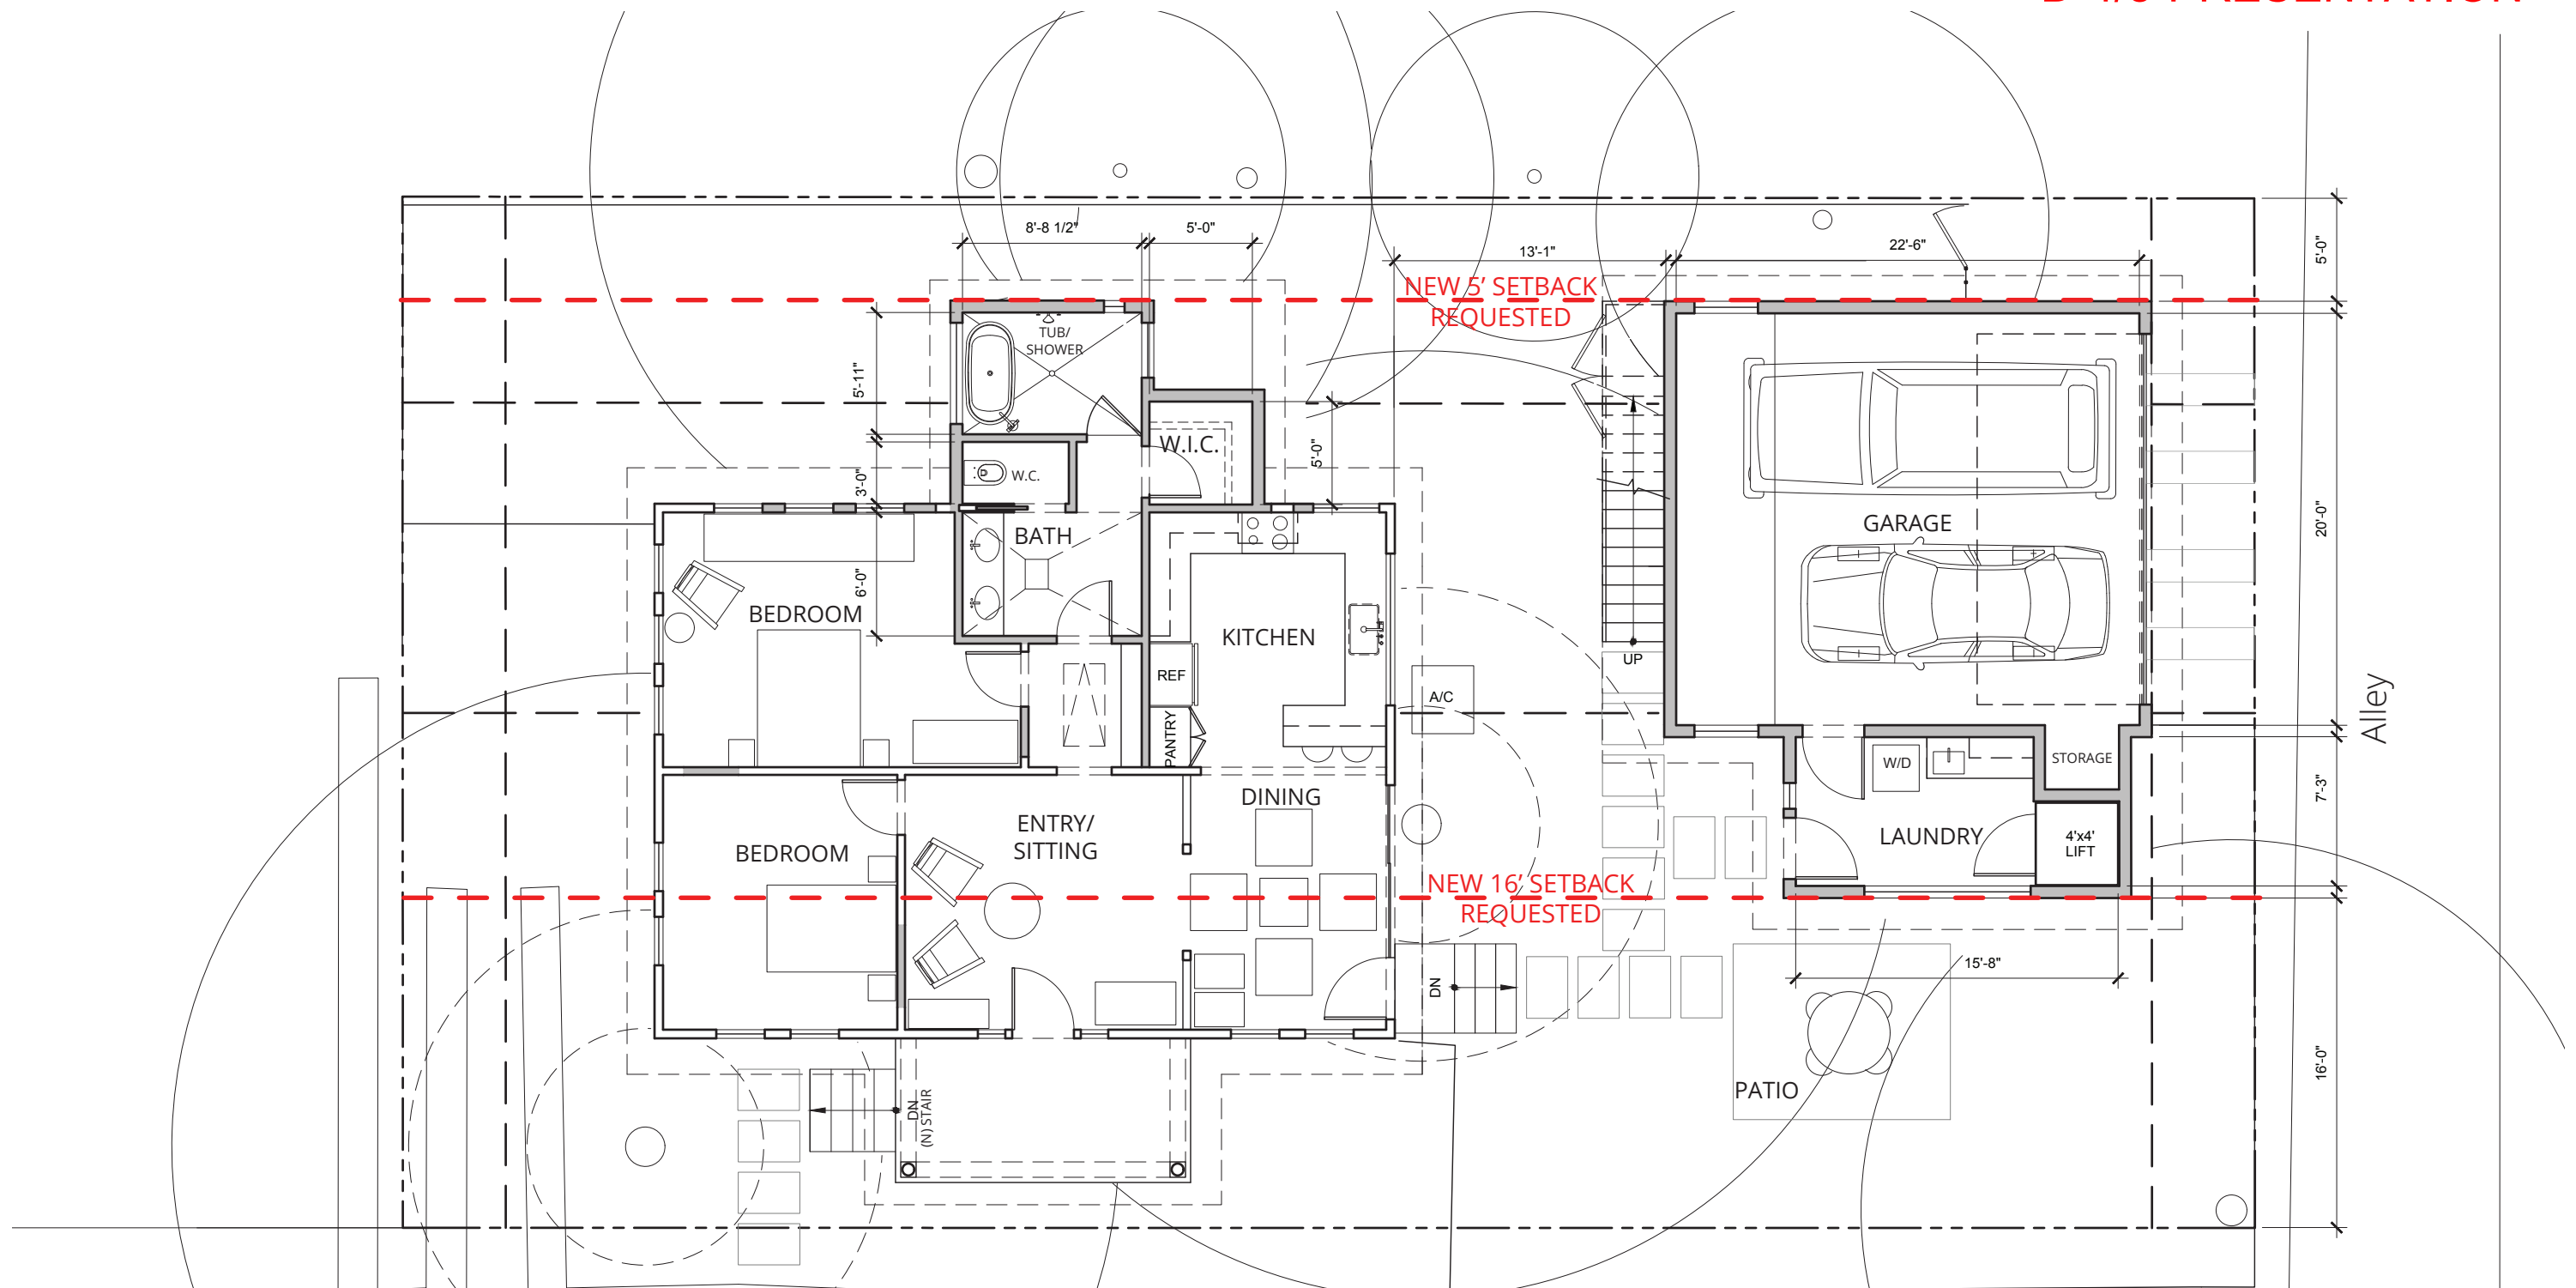 8'-8 1/2"
5'-0"
13'-1"
22'-6"
5'-0"
NEW 5' SETBACK
REQUESTED
TUB/
SHOWER
5'-11"
W.I.C.
5'-0"
W.C.
3'-0"
BATH
GARAGE
20'-0"
6'-0"
BEDROOM
KITCHEN
UP
REF
A/C
PANTRY
Alley
W/D
STORAGE
7'-3"
DINING
ENTRY/
SITTING
BEDROOM
LAUNDRY
4'x4'
LIFT
NEW 16' SETBACK
REQUESTED
15'-8"
DN
16'-0"
PATIO
DN
(N) STAIR